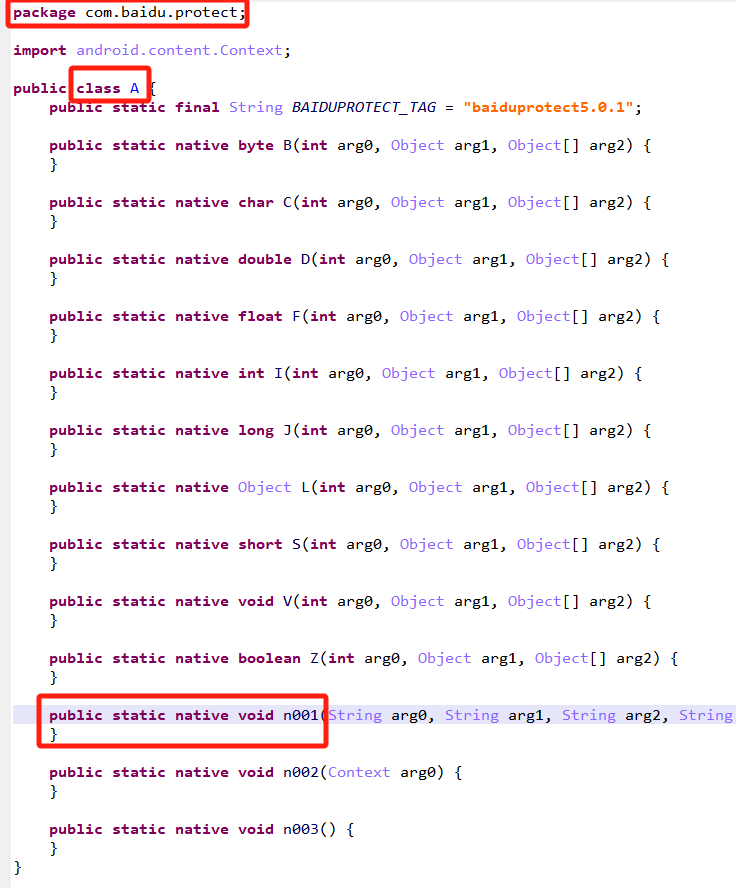 package com.baidu.protect;
import android.content.Context;
public class A {
public static final String BAIDUPROTECT_TAG = "baiduprotect5.0.1";
public static native byte B(int arg0, Object arg1, Object[] arg2) {
}
public static native char C(int arg0, Object arg1, Object[] arg2) {
}
public static native double D(int arg0, Object arg1, Object[] arg2) {
}
public static native float F(int arg0, Object arg1, Object[] arg2) {
}
public static native int I(int arg0, Object arg1, Object[] arg2) {
}
public static native long J(int arg0, Object arg1, Object[] arg2) {
}
public static native Object L(int arg0, Object arg1, Object[] arg2) {
}
public static native short S(int arg0, Object arg1, Object[] arg2) {
}
public static native void V(int arg0, Object arg1, Object[] arg2) {
}
public static native boolean Z(int arg0, Object arg1, Object[] arg2) {
}
public static native void n001(String arg0, String arg1, String arg2, String
}
public static native void n002(Context arg0) {
}
public static native void n003() {
}
}